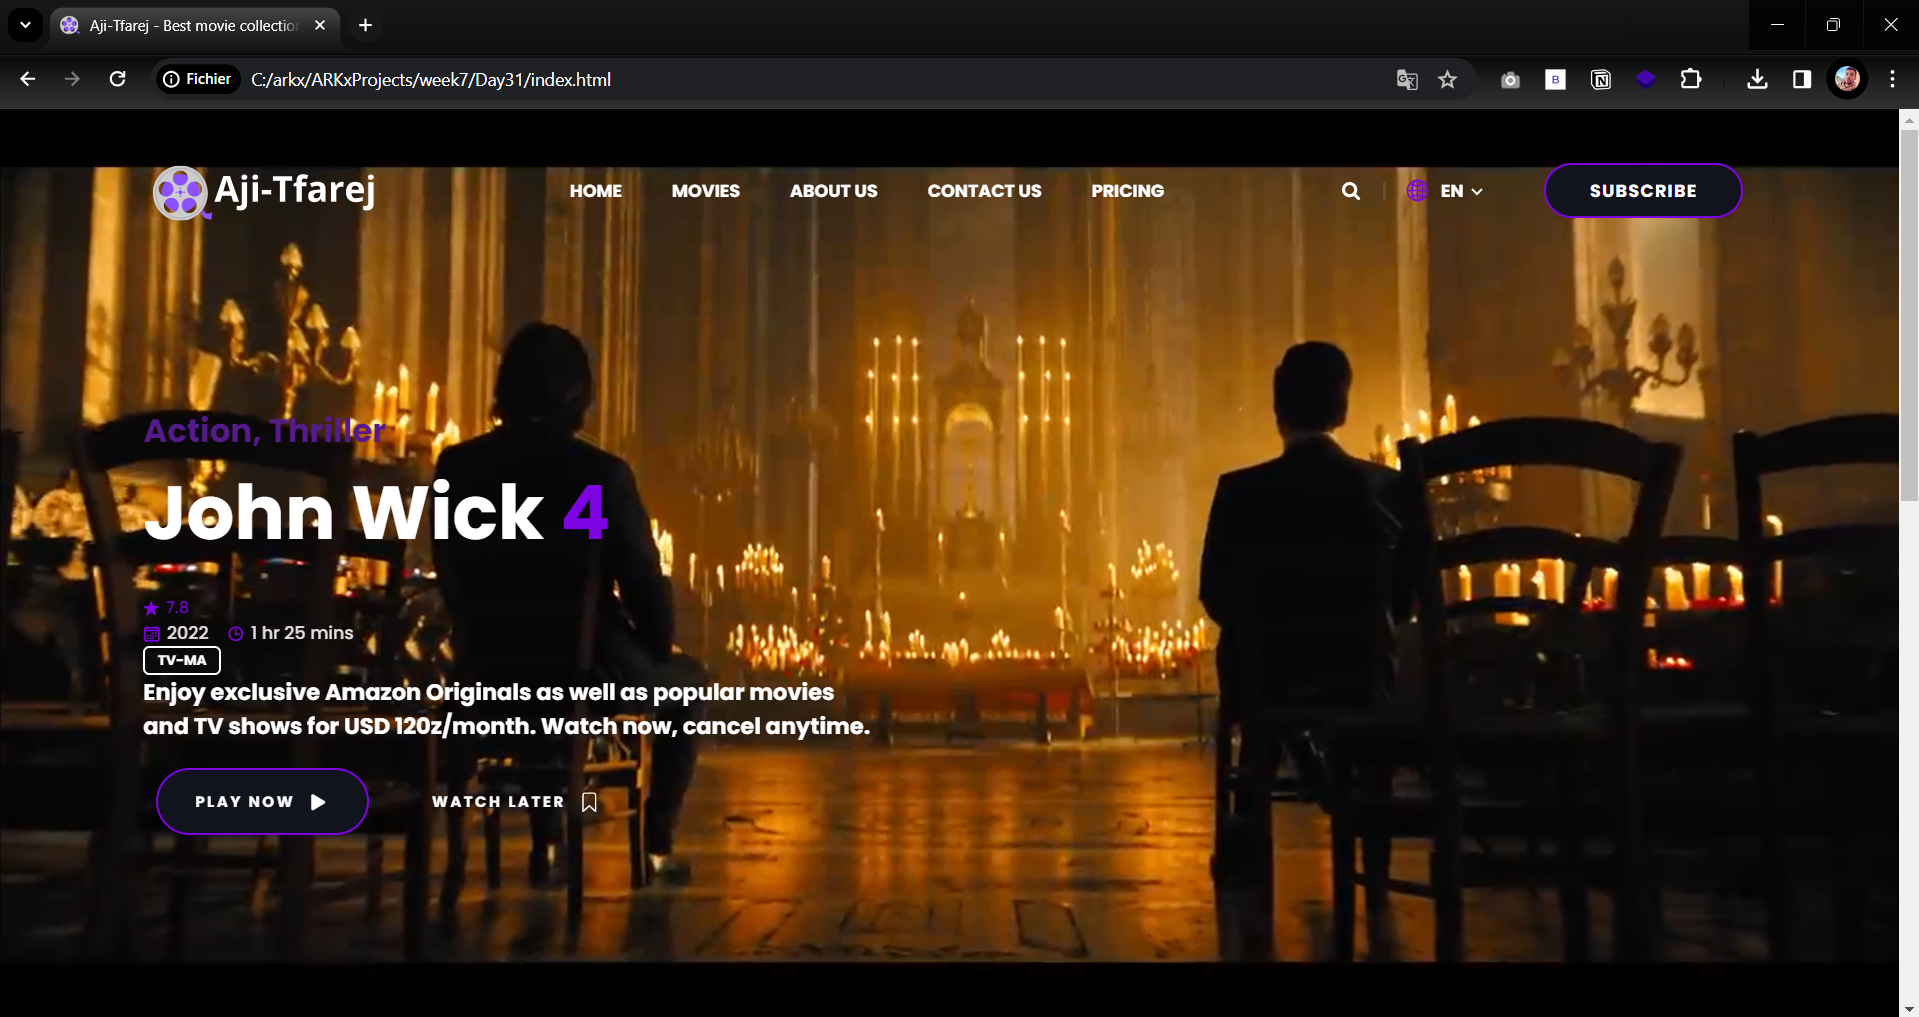 Aji-Tfarej - Best movie collection
Fichier C:/arkx/ARKxProjects/week7/Day31/index.html
B
Aji-Tfarej HOME MOVIES ABOUT US CONTACT US PRICING EN SUBSCRIBE
Action, Thriller
John Wick 4
7.8
2022 1 hr 25 mins
TV-MA
Enjoy exclusive Amazon Originals as well as popular movies
and TV shows for USD 120z/month. Watch now, cancel anytime.
PLAY NOW WATCH LATER